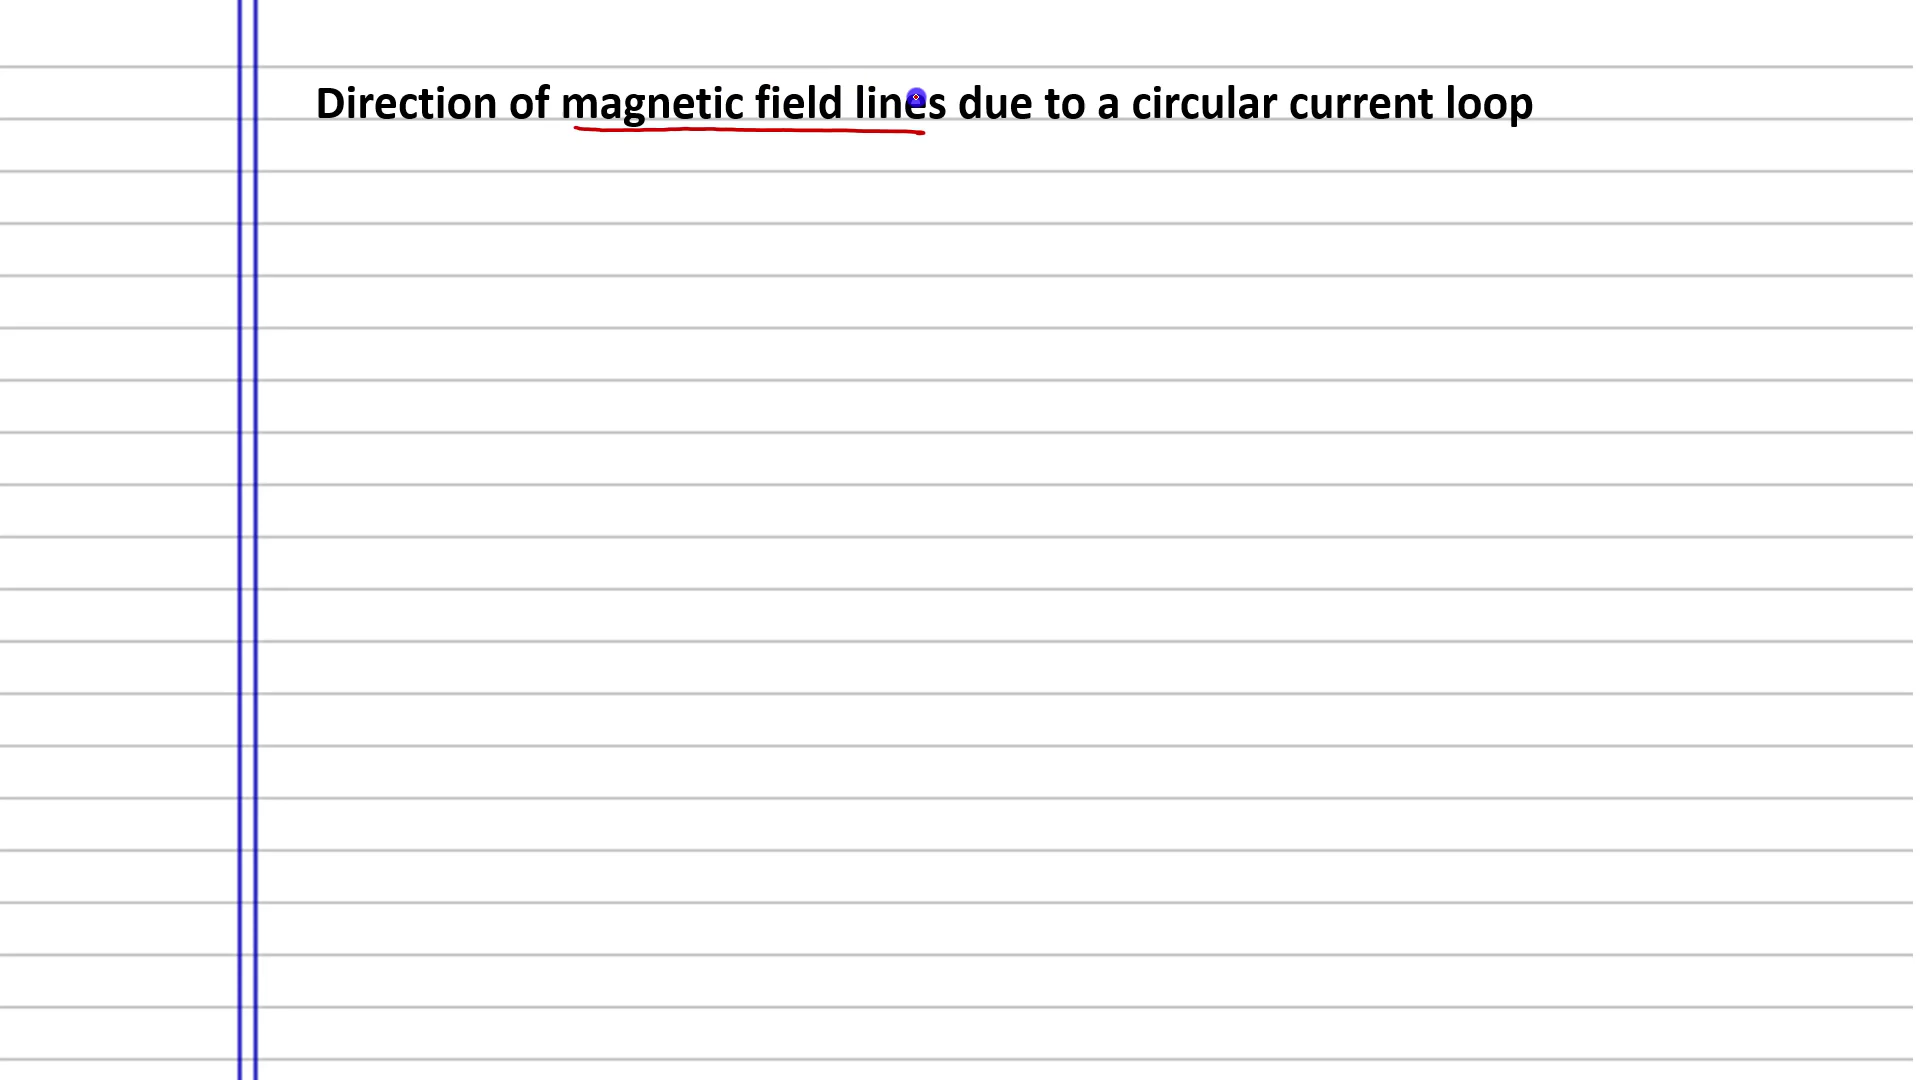 Direction of magnetic field lines due to a circular current loop